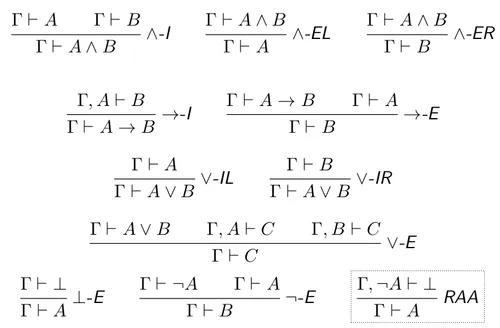 Γ ⊢ A    Γ ⊢ B    Γ ⊢ A ∧ B    Γ ⊢ A ∧ B
∧-I    ∧-EL    ∧-ER
Γ ⊢ A ∧ B    Γ ⊢ A    Γ ⊢ B
Γ, A ⊢ B    Γ ⊢ A → B    Γ ⊢ A
→-I    →-E
Γ ⊢ A → B    Γ ⊢ B
Γ ⊢ A    Γ ⊢ B
∨-IL    ∨-IR
Γ ⊢ A ∨ B    Γ ⊢ A ∨ B
Γ ⊢ A ∨ B    Γ, A ⊢ C    Γ, B ⊢ C
∨-E
Γ ⊢ C
Γ ⊢ ⊥    Γ ⊢ ¬A    Γ ⊢ A    Γ, ¬A ⊢ ⊥
⊥-E    ¬-E    RAA
Γ ⊢ A    Γ ⊢ B    Γ ⊢ A